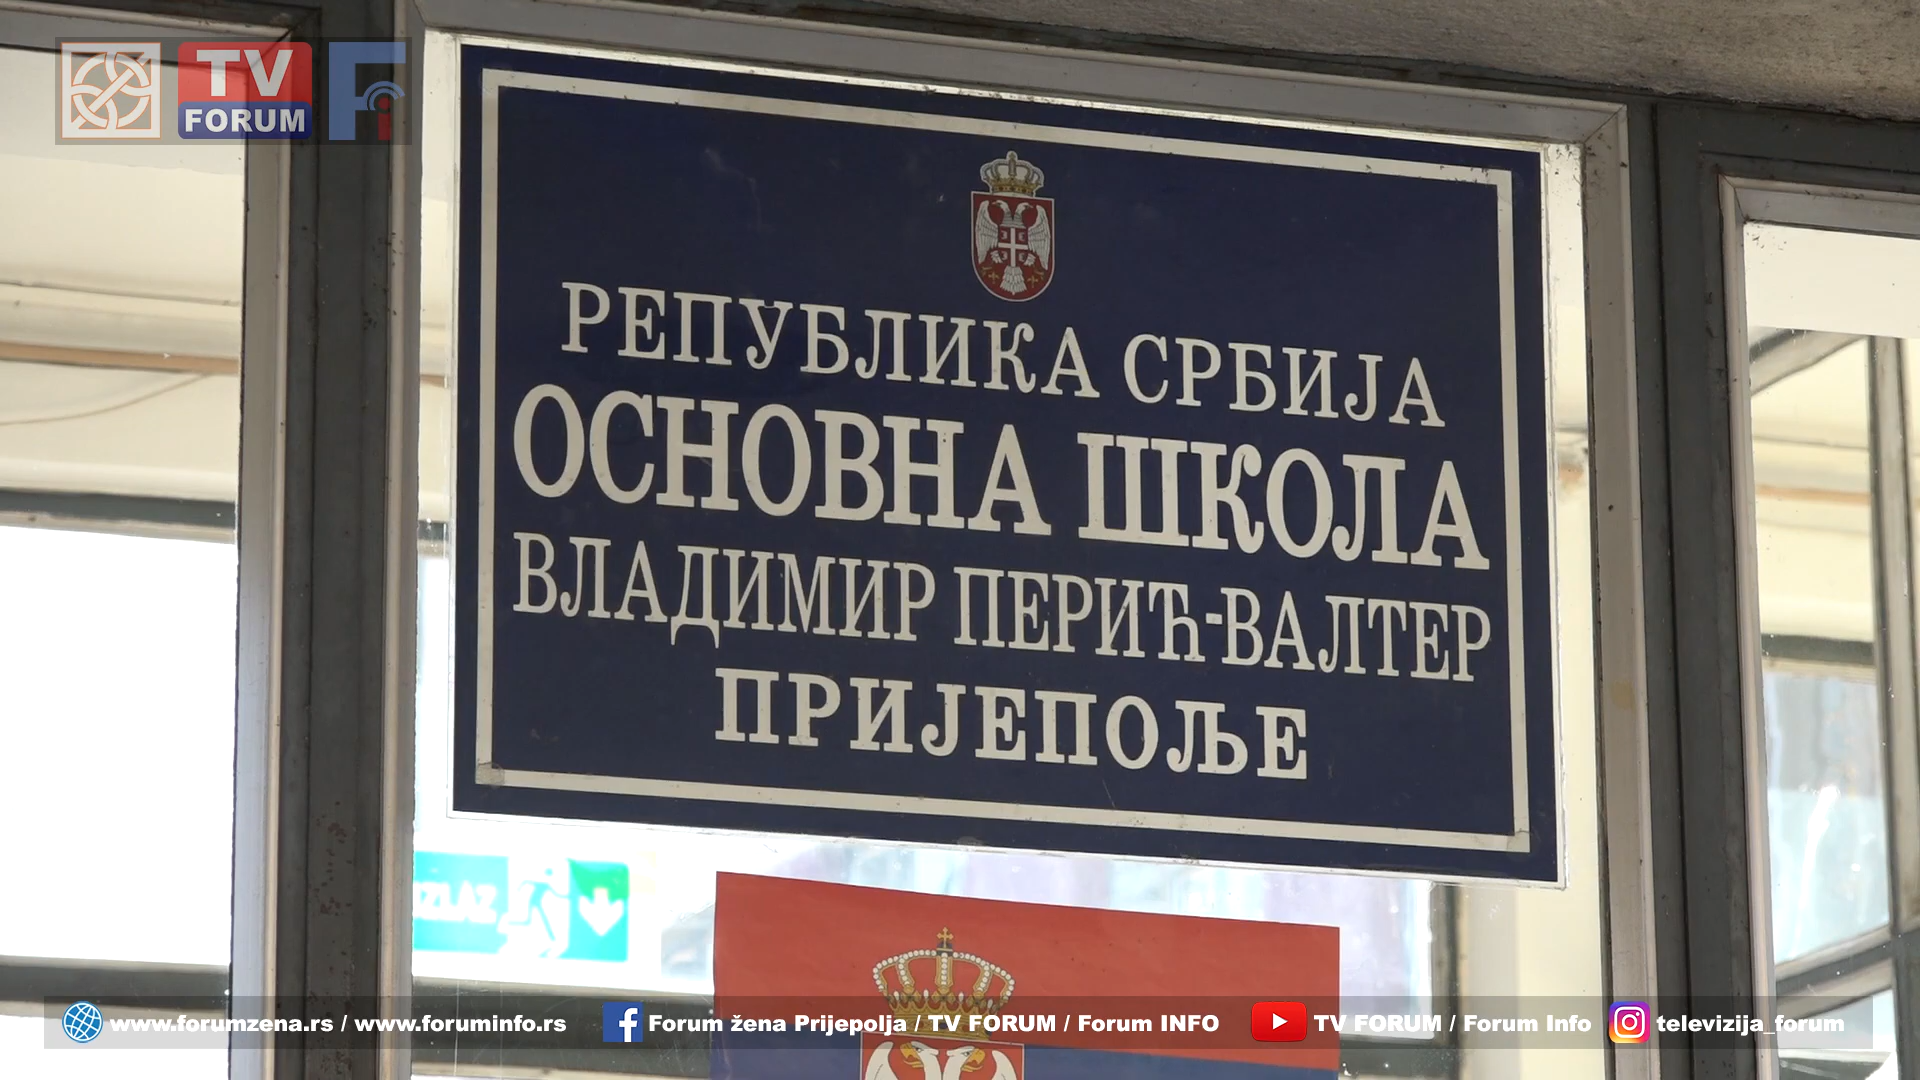 TV
FORUM
РЕПУБЛИКА СРБИЈА
ОСНОВНА ШКОЛА
ВЛАДИМИР ПЕРИЋ-ВАЛТЕР
ПРИЈЕПОЉЕ
IZLAZ
www.forumzena.rs / www.foruminfo.rs
Forum žena Prijepolja / TV FORUM / Forum INFO
TV FORUM / Forum Info
televizija_forum